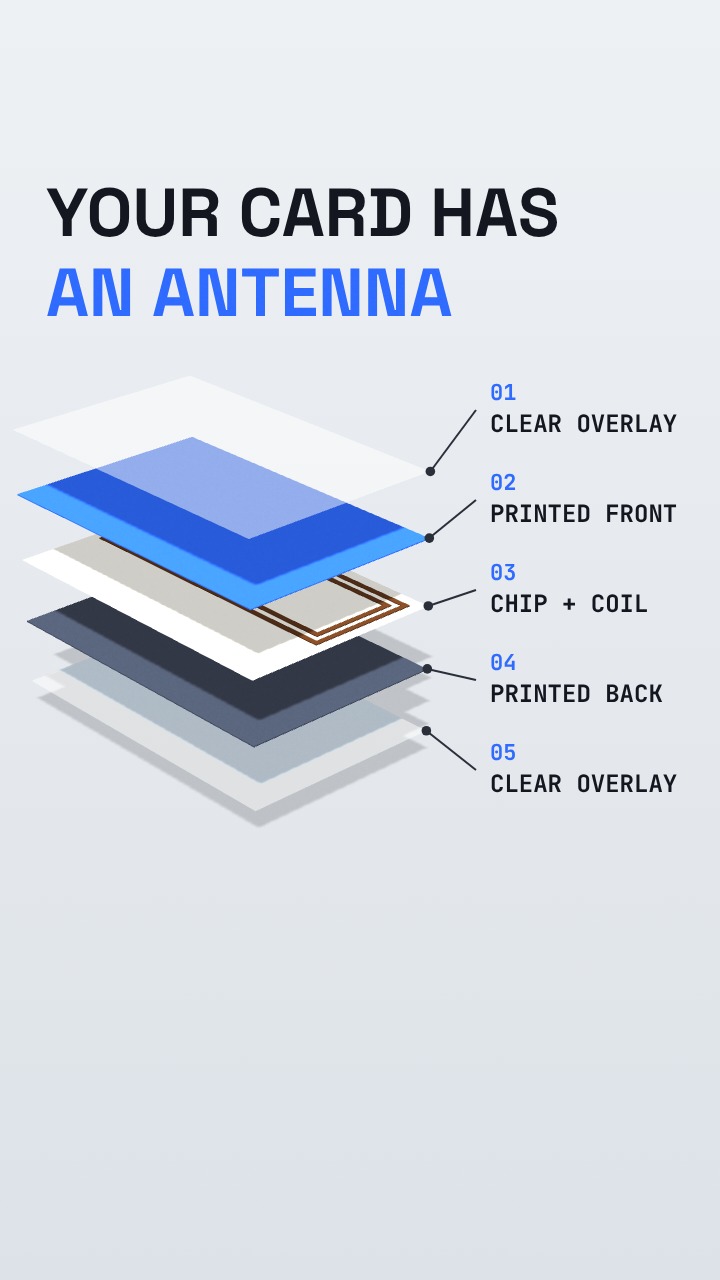 YOUR CARD HAS
AN ANTENNA
01
CLEAR OVERLAY
02
PRINTED FRONT
03
CHIP + COIL
04
PRINTED BACK
05
CLEAR OVERLAY